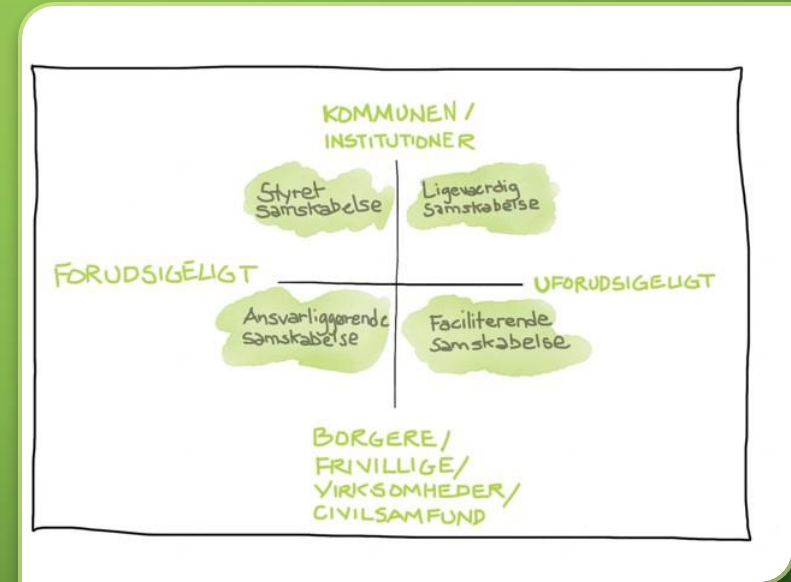 KOMMUNEN /
INSTITUTIONER
Styret
samskabelse
Ligeværdig
samskabelse
FORUDSIGELIGT
UFORUDSIGELIGT
Ansvarliggørende
samskabelse
Faciliterende
samskabelse
BORGERE /
FRIVILLIGE /
VIRKSOMHEDER /
CIVILSAMFUND